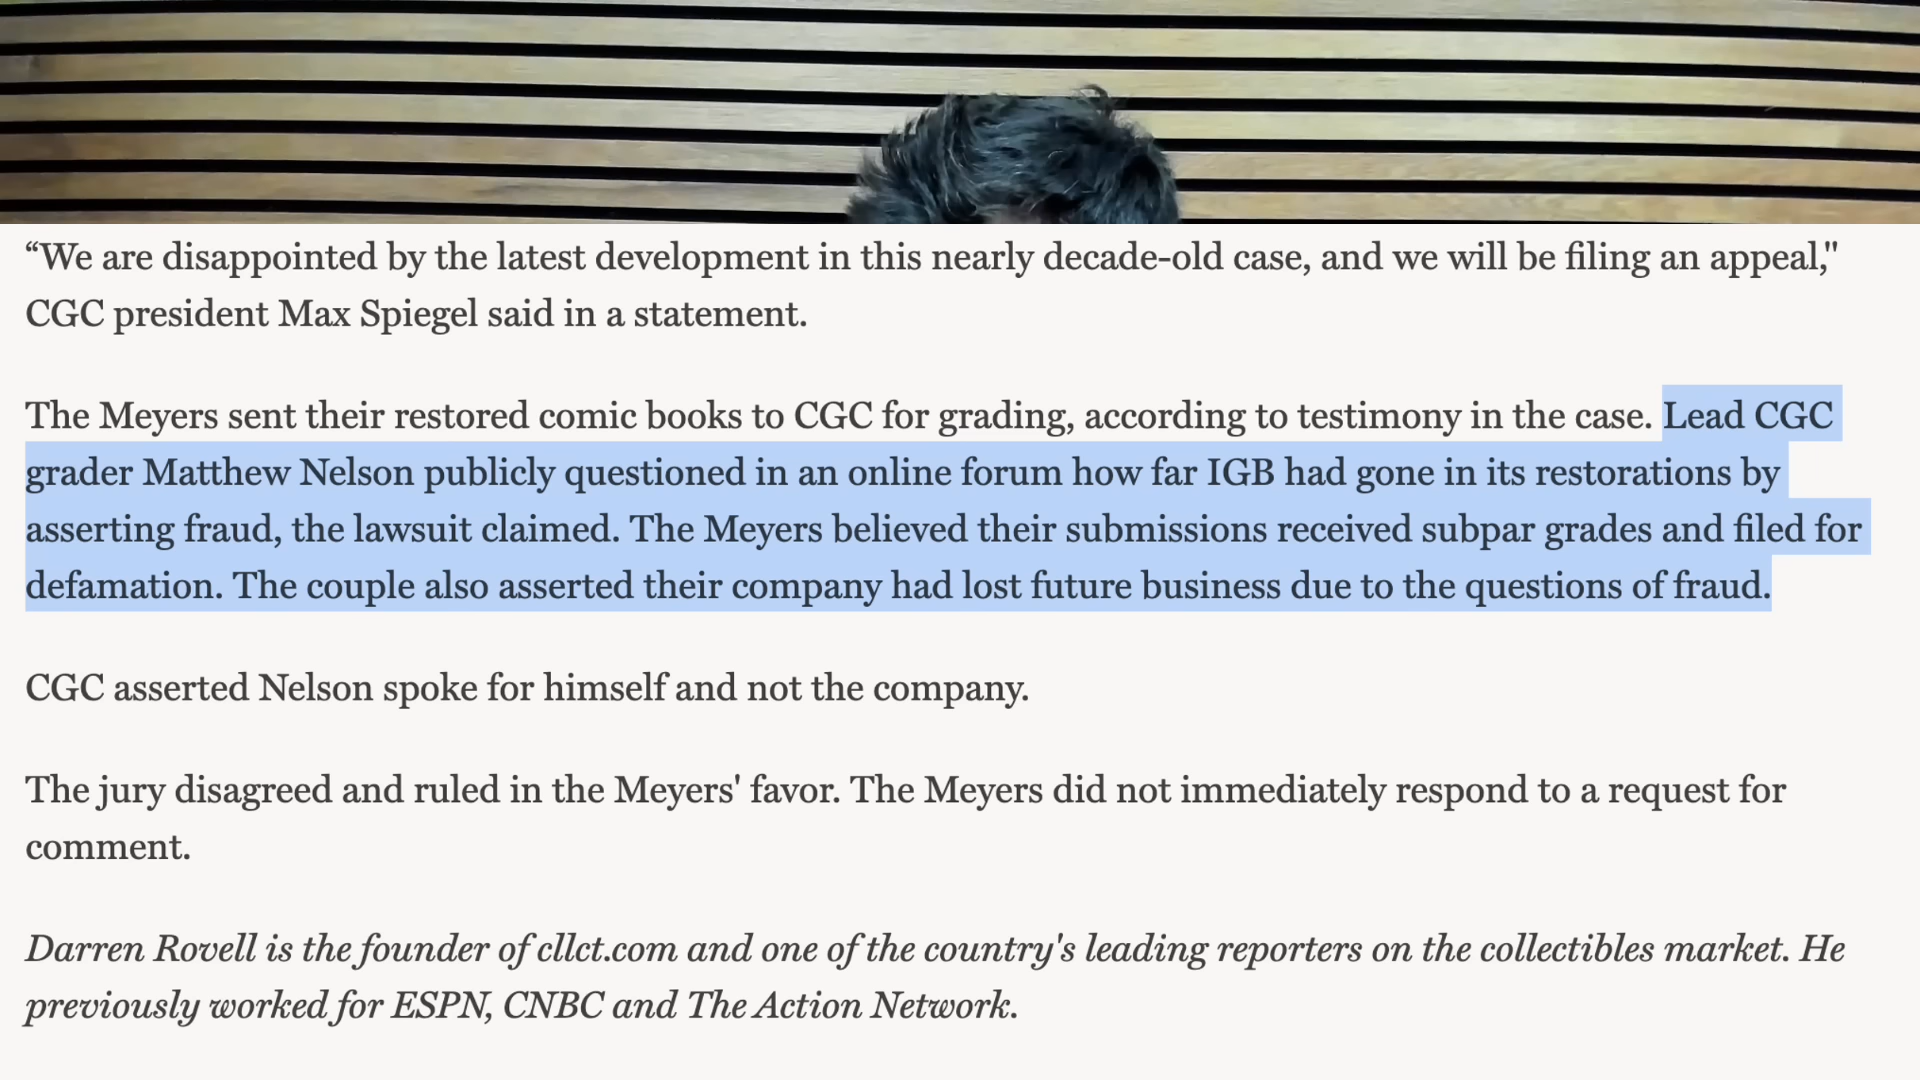 “We are disappointed by the latest development in this nearly decade-old case, and we will be filing an appeal,"
CGC president Max Spiegel said in a statement.
The Meyers sent their restored comic books to CGC for grading, according to testimony in the case. Lead CGC
grader Matthew Nelson publicly questioned in an online forum how far IGB had gone in its restorations by
asserting fraud, the lawsuit claimed. The Meyers believed their submissions received subpar grades and filed for
defamation. The couple also asserted their company had lost future business due to the questions of fraud.
CGC asserted Nelson spoke for himself and not the company.
The jury disagreed and ruled in the Meyers' favor. The Meyers did not immediately respond to a request for
comment.
Darren Rovell is the founder of cllct.com and one of the country's leading reporters on the collectibles market. He
previously worked for ESPN, CNBC and The Action Network.